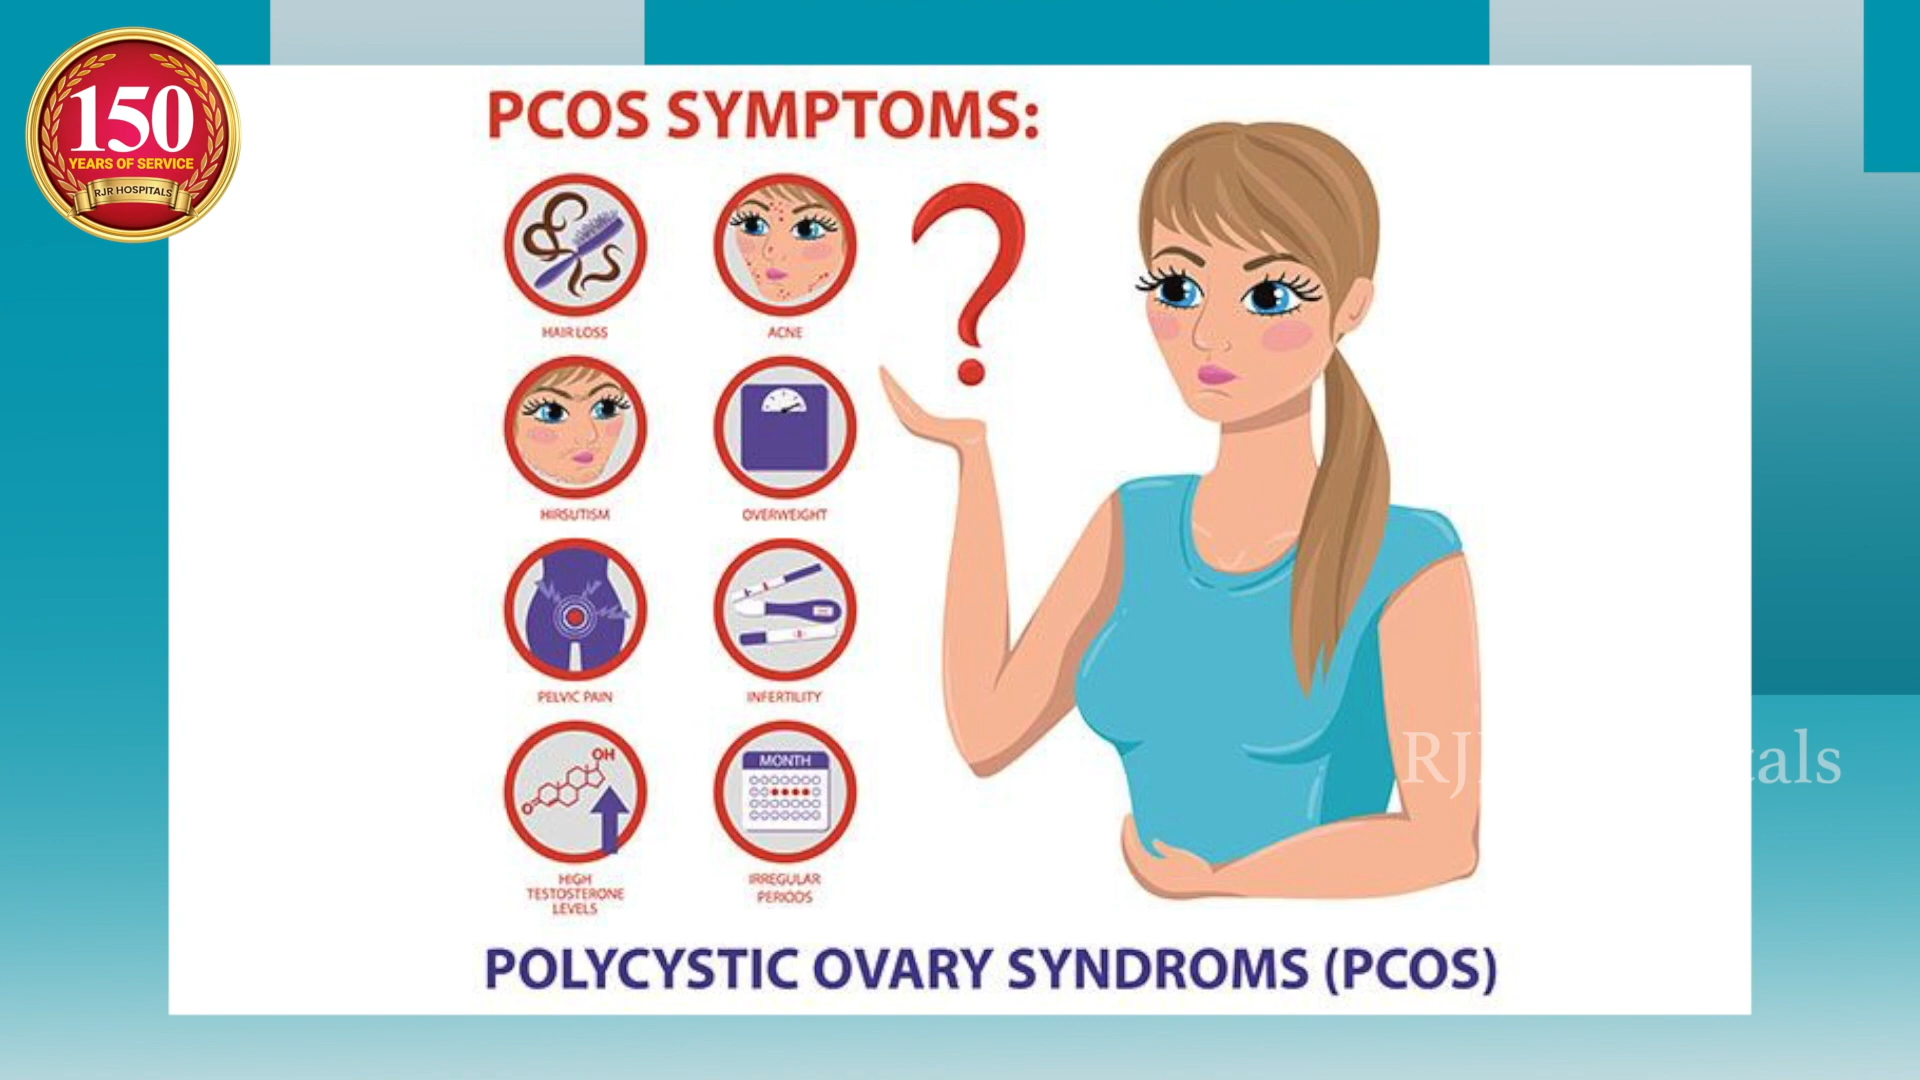 150
YEARS OF SERVICE
RJR HOSPITALS
PCOS SYMPTOMS:
HAIR LOSS
ACNE
HIRSUTISM
OVERWEIGHT
PELVIC PAIN
INFERTILITY
OH
O
HIGH
TESTOSTERONE
LEVELS
MONTH
IRREGULAR
PERIODS
POLYCYSTIC OVARY SYNDROMS (PCOS)